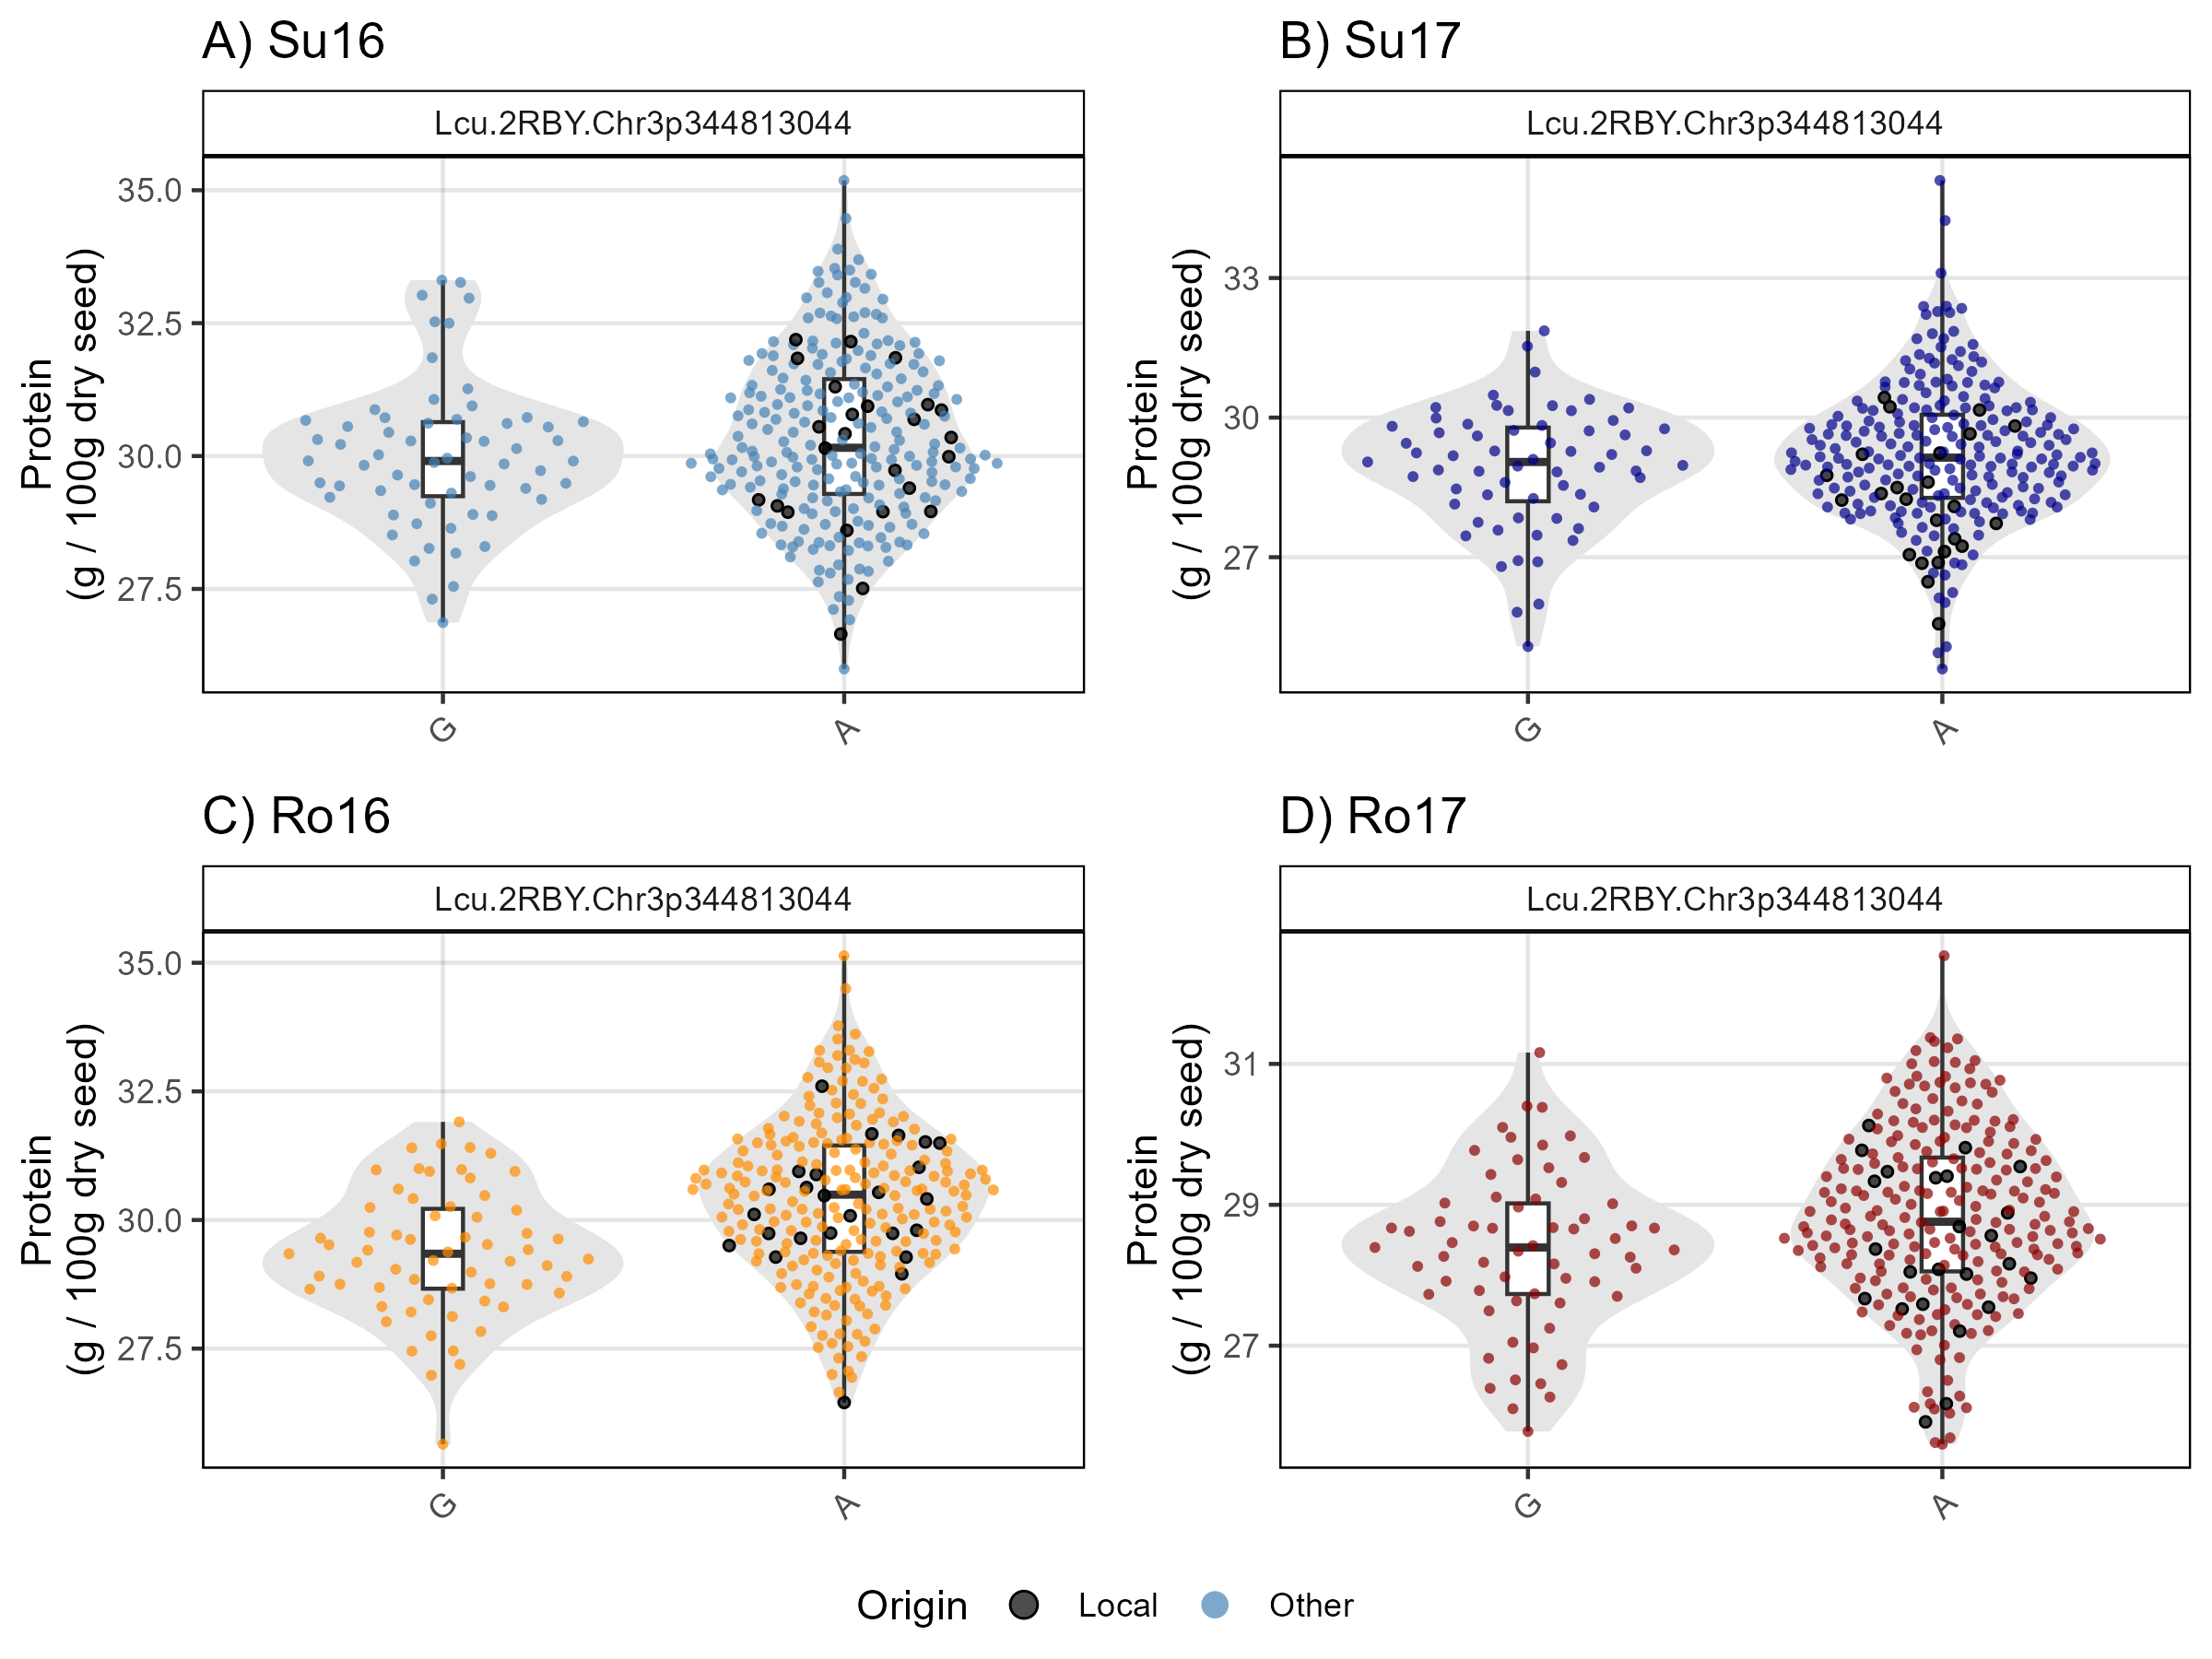 A) Su16
Lcu.2RBY.Chr3p344813044
Protein
(g / 100g dry seed)
35.0
32.5
30.0
27.5
G
A
B) Su17
Lcu.2RBY.Chr3p344813044
Protein
(g / 100g dry seed)
33
30
27
G
A
C) Ro16
Lcu.2RBY.Chr3p344813044
Protein
(g / 100g dry seed)
35.0
32.5
30.0
27.5
G
A
D) Ro17
Lcu.2RBY.Chr3p344813044
Protein
(g / 100g dry seed)
31
29
27
G
A
Origin Local Other